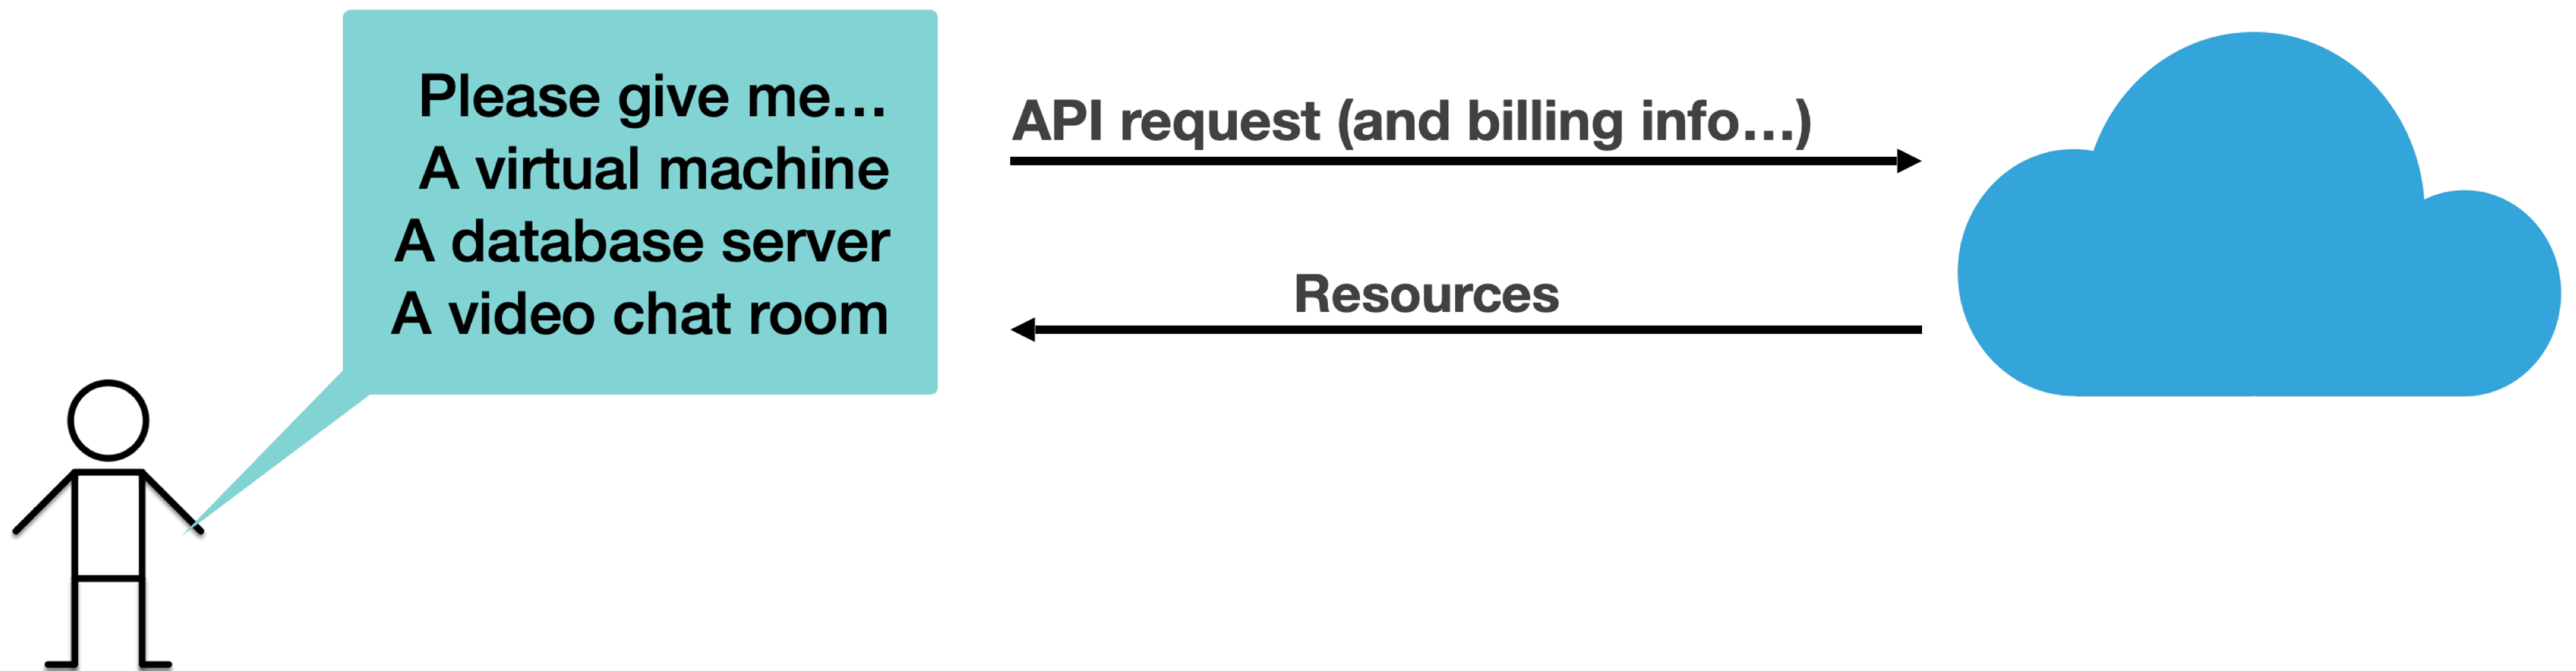 Please give me…
A virtual machine
A database server
A video chat room
API request (and billing info…)
Resources